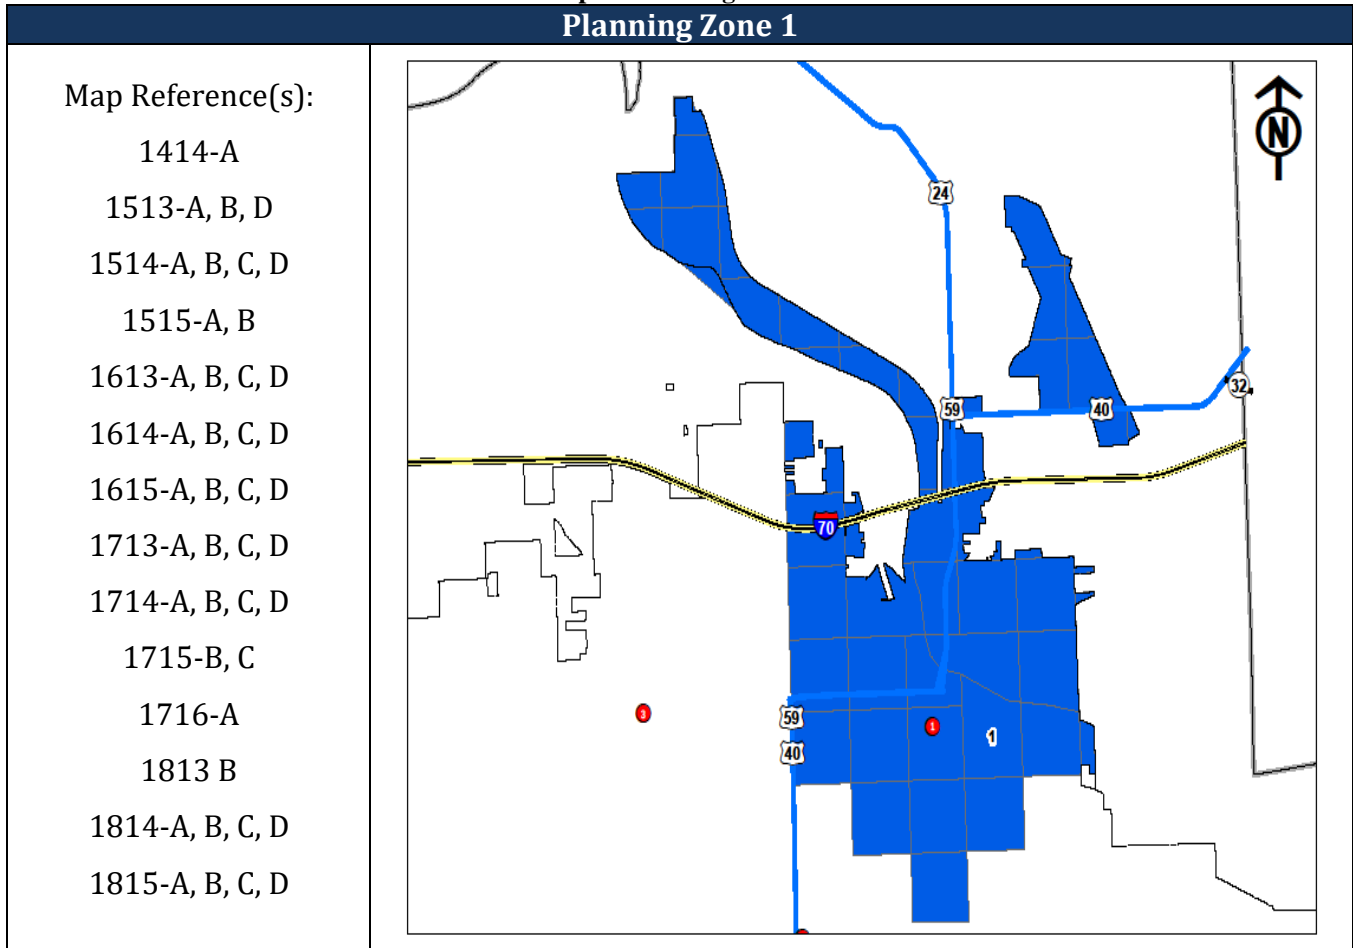 Planning Zone 1
Map Reference(s):
1414-A
1513-A, B, D
1514-A, B, C, D
1515-A, B
1613-A, B, C, D
1614-A, B, C, D
1615-A, B, C, D
1713-A, B, C, D
1714-A, B, C, D
1715-B, C
1716-A
1813 B
1814-A, B, C, D
1815-A, B, C, D
N
24
32
59
40
70
3
59
1
1
40